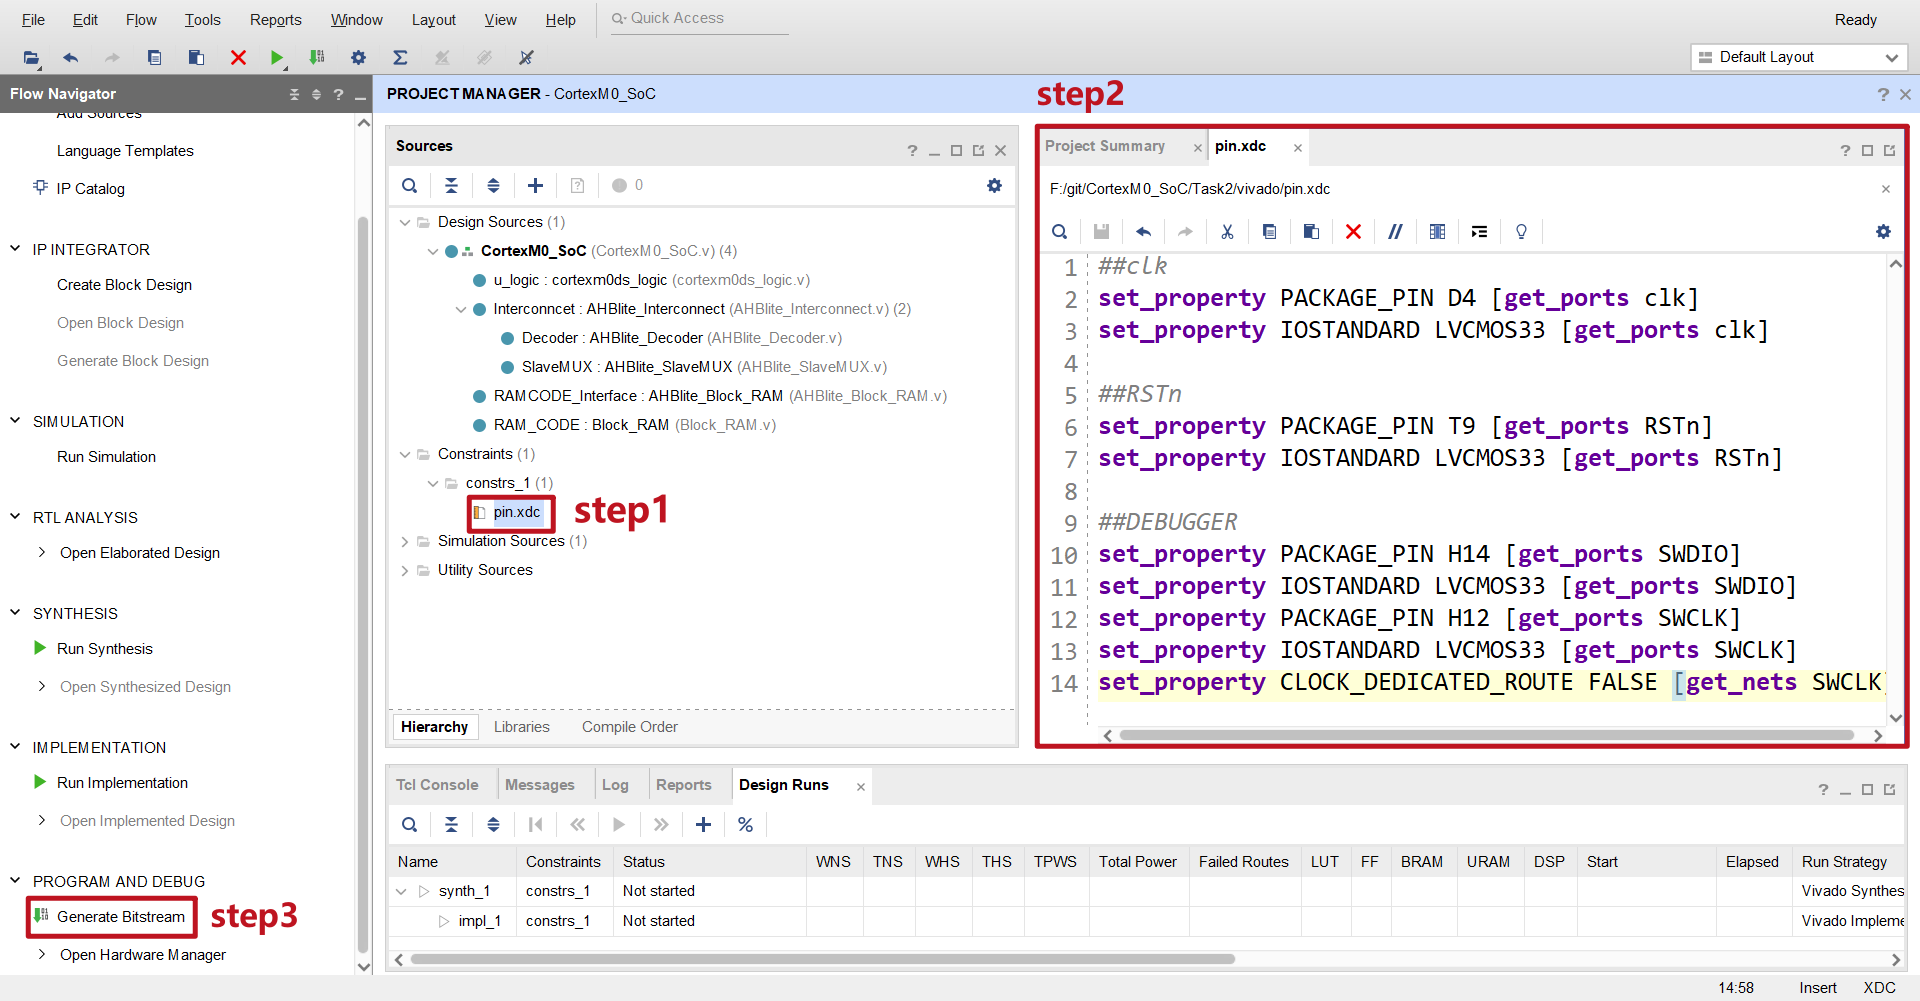 File Edit Flow Tools Reports Window Layout View Help Quick Access Ready
Default Layout
Flow Navigator
Add Sources
Language Templates
IP Catalog
IP INTEGRATOR
Create Block Design
Open Block Design
Generate Block Design
SIMULATION
Run Simulation
RTL ANALYSIS
Open Elaborated Design
SYNTHESIS
Run Synthesis
Open Synthesized Design
IMPLEMENTATION
Run Implementation
Open Implemented Design
PROGRAM AND DEBUG
Generate Bitstream
step3
Open Hardware Manager
PROJECT MANAGER - CortexM0_SoC
step2
Sources
0
Design Sources (1)
CortexM0_SoC (CortexM0_SoC.v) (4)
u_logic : cortexm0ds_logic (cortexm0ds_logic.v)
Interconncet : AHBlite_Interconnect (AHBlite_Interconnect.v) (2)
Decoder : AHBlite_Decoder (AHBlite_Decoder.v)
SlaveMUX : AHBlite_SlaveMUX (AHBlite_SlaveMUX.v)
RAMCODE_Interface : AHBlite_Block_RAM (AHBlite_Block_RAM.v)
RAM_CODE : Block_RAM (Block_RAM.v)
Constraints (1)
constrs_1 (1)
pin.xdc
step1
Simulation Sources (1)
Utility Sources
Hierarchy Libraries Compile Order
Project Summary pin.xdc
F:/git/CortexM0_SoC/Task2/vivado/pin.xdc
1 ##clk
2 set_property PACKAGE_PIN D4 [get_ports clk]
3 set_property IOSTANDARD LVCMOS33 [get_ports clk]
4
5 ##RSTn
6 set_property PACKAGE_PIN T9 [get_ports RSTn]
7 set_property IOSTANDARD LVCMOS33 [get_ports RSTn]
8
9 ##DEBUGGER
10 set_property PACKAGE_PIN H14 [get_ports SWDIO]
11 set_property IOSTANDARD LVCMOS33 [get_ports SWDIO]
12 set_property PACKAGE_PIN H12 [get_ports SWCLK]
13 set_property IOSTANDARD LVCMOS33 [get_ports SWCLK]
14 set_property CLOCK_DEDICATED_ROUTE FALSE [get_nets SWCLK]
Tcl Console Messages Log Reports Design Runs
Name Constraints Status WNS TNS WHS THS TPWS Total Power Failed Routes LUT FF BRAM URAM DSP Start Elapsed Run Strategy
synth_1 constrs_1 Not started Vivado Synthes
impl_1 constrs_1 Not started Vivado Impleme
14:58 Insert XDC